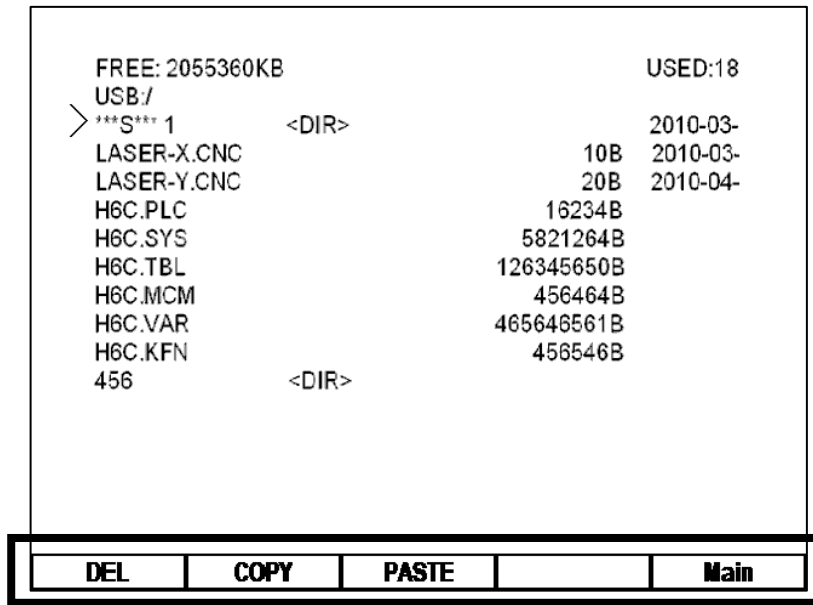 FREE: 2055360KB USED:18
USB:/
***S*** 1 <DIR> 2010-03-
LASER-X.CNC 10B 2010-03-
LASER-Y.CNC 20B 2010-04-
H6C.PLC 16234B
H6C.SYS 5821264B
H6C.TBL 126345650B
H6C.MCM 456464B
H6C.VAR 465646561B
H6C.KFN 456546B
456 <DIR>
DEL COPY PASTE Main